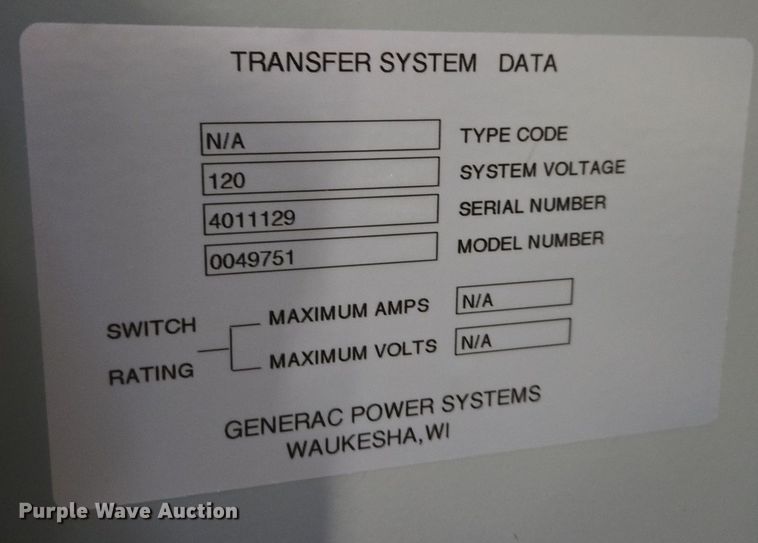 TRANSFER SYSTEM DATA
N/A TYPE CODE
120 SYSTEM VOLTAGE
4011129 SERIAL NUMBER
0049751 MODEL NUMBER
SWITCH RATING
MAXIMUM AMPS N/A
MAXIMUM VOLTS N/A
GENERAC POWER SYSTEMS
WAUKESHA, WI
Purple Wave Auction